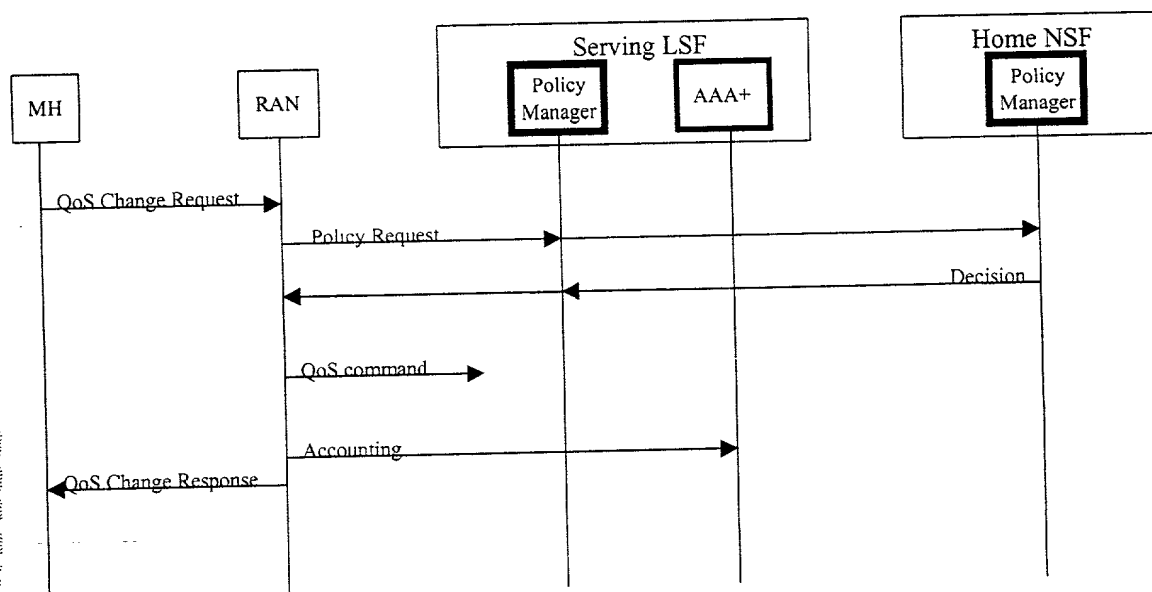 Serving LSF
Home NSF
MH
RAN
Policy
Manager
AAA+
Policy
Manager
QoS Change Request
Policy Request
Decision
QoS command
Accounting
QoS Change Response